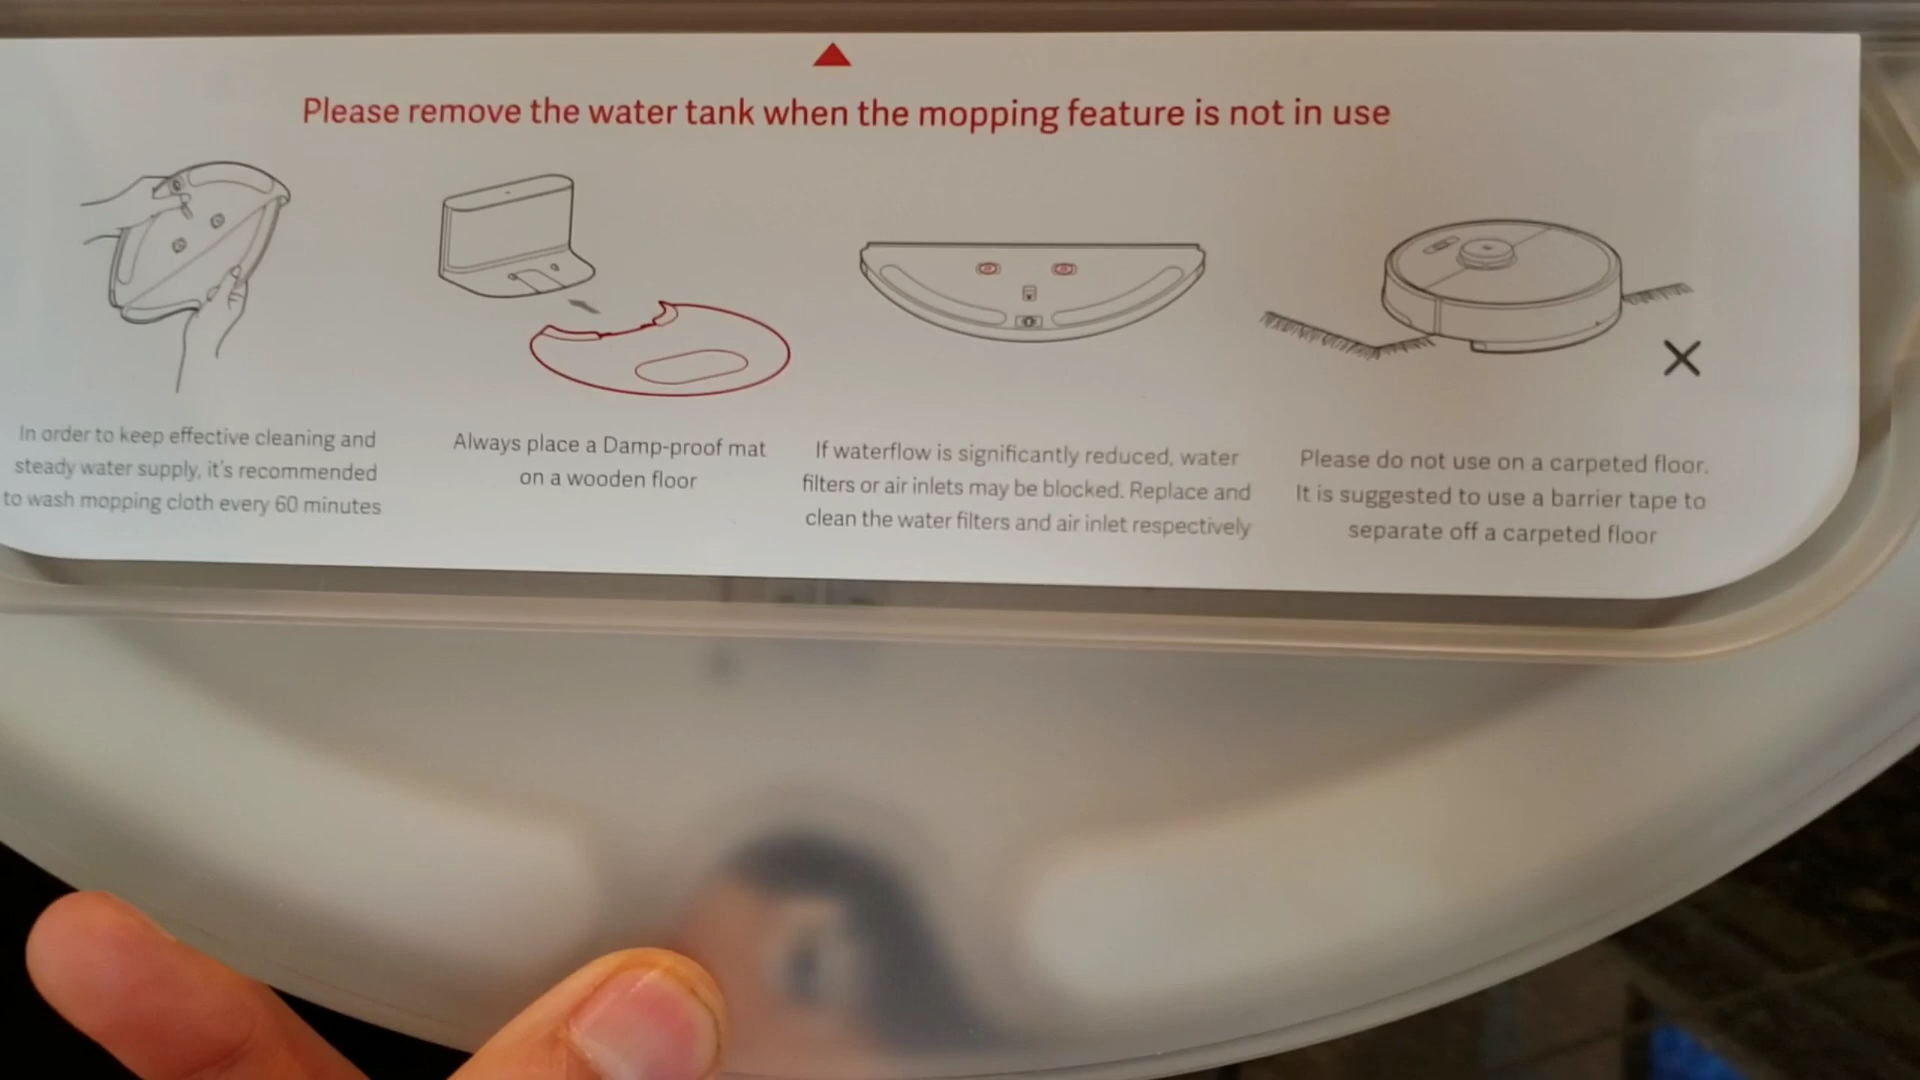 Please remove the water tank when the mopping feature is not in use
In order to keep effective cleaning and
steady water supply, it's recommended
to wash mopping cloth every 60 minutes
Always place a Damp-proof mat
on a wooden floor
If waterflow is significantly reduced, water
filters or air inlets may be blocked. Replace and
clean the water filters and air inlet respectively
Please do not use on a carpeted floor.
It is suggested to use a barrier tape to
separate off a carpeted floor